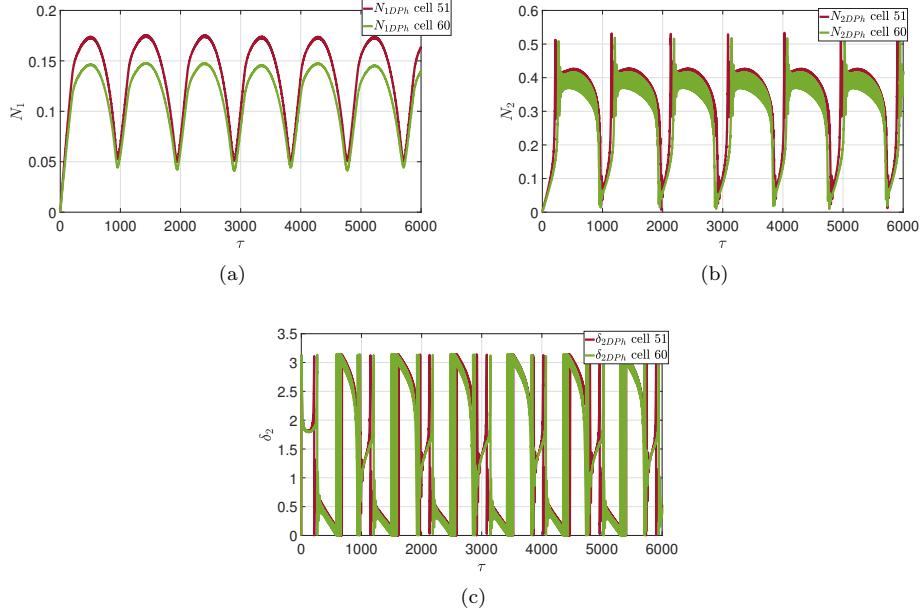 N1DPh cell 51
N1DPh cell 60
0.2
0.15
0.1
0.05
0
N1
0 1000 2000 3000 4000 5000 6000
τ
(a)
N2DPh cell 51
N2DPh cell 60
0.6
0.5
0.4
0.3
0.2
0.1
0
N2
0 1000 2000 3000 4000 5000 6000
τ
(b)
δ2DPh cell 51
δ2DPh cell 60
3.5
3
2.5
2
1.5
1
0.5
0
δ2
0 1000 2000 3000 4000 5000 6000
τ
(c)